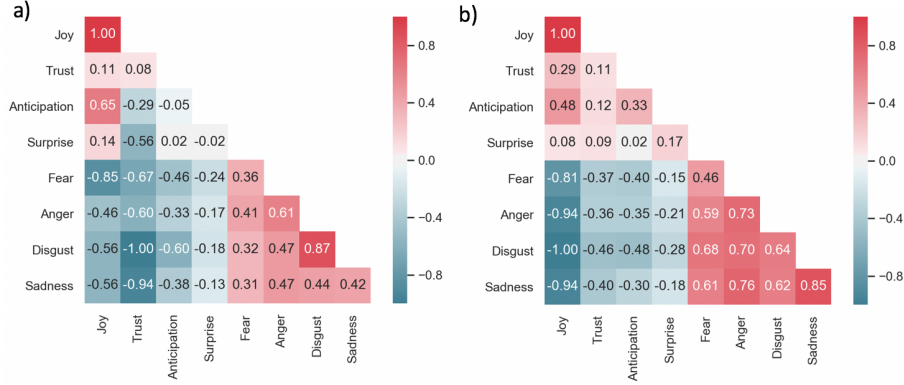 a)
Joy 1.00
Trust 0.11 0.08
Anticipation 0.65 -0.29 -0.05
Surprise 0.14 -0.56 0.02 -0.02
Fear -0.85 -0.67 -0.46 -0.24 0.36
Anger -0.46 -0.60 -0.33 -0.17 0.41 0.61
Disgust -0.56 -1.00 -0.60 -0.18 0.32 0.47 0.87
Sadness -0.56 -0.94 -0.38 -0.13 0.31 0.47 0.44 0.42
Joy Trust Anticipation Surprise Fear Anger Disgust Sadness
0.8
0.4
0.0
-0.4
-0.8
b)
Joy 1.00
Trust 0.29 0.11
Anticipation 0.48 0.12 0.33
Surprise 0.08 0.09 0.02 0.17
Fear -0.81 -0.37 -0.40 -0.15 0.46
Anger -0.94 -0.36 -0.35 -0.21 0.59 0.73
Disgust -1.00 -0.46 -0.48 -0.28 0.68 0.70 0.64
Sadness -0.94 -0.40 -0.30 -0.18 0.61 0.76 0.62 0.85
Joy Trust Anticipation Surprise Fear Anger Disgust Sadness
0.8
0.4
0.0
-0.4
-0.8